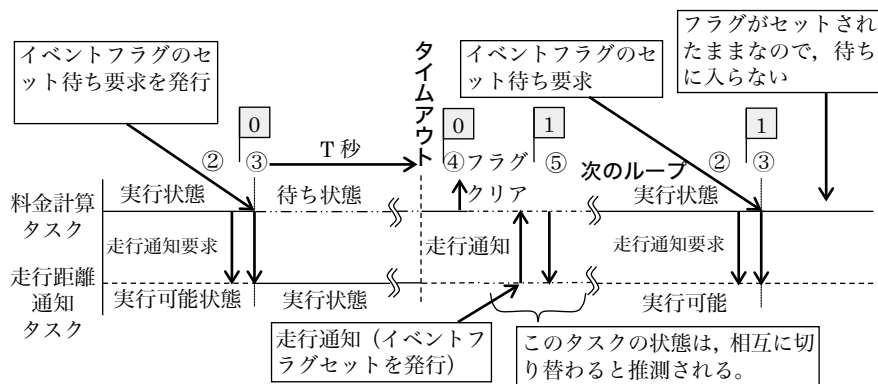 イベントフラグのセ
ット待ち要求を発行
タイムアウト
イベントフラグの
セット待ち要求
フラグがセットされ
たままなので，待ち
に入らない
0
0
1
1
②
③
T 秒
④フラグ
クリア
⑤
次のループ
②
③
料金計算
タスク
実行状態
待ち状態
実行状態
走行通知要求
走行通知
走行通知要求
走行距離
通知
タスク
実行可能状態
実行状態
実行可能
走行通知（イベントフ
ラグセットを発行）
このタスクの状態は，相互に切
り替わると推測される。